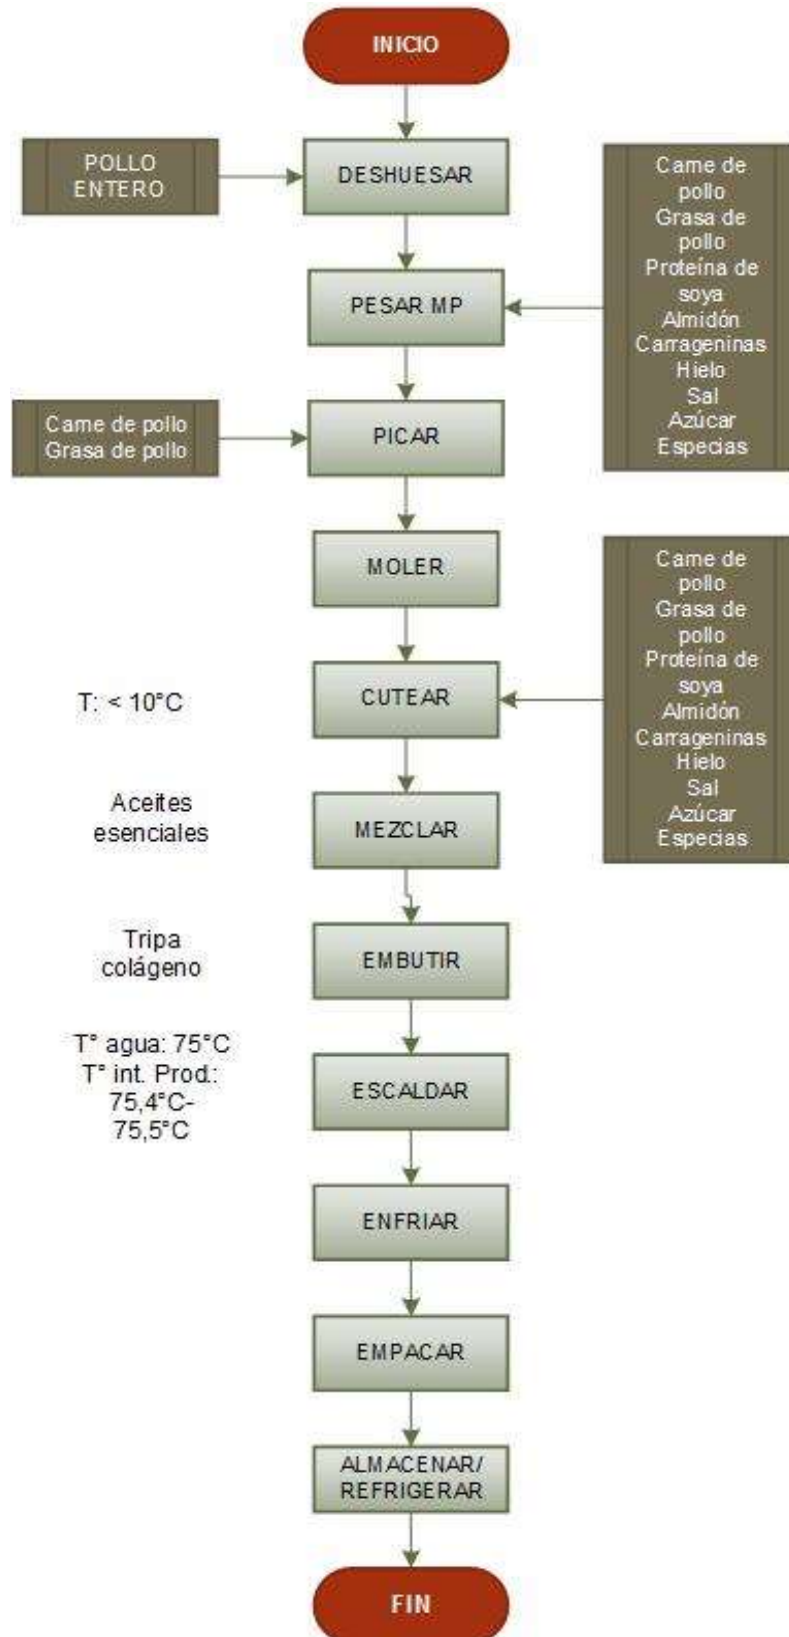 INICIO
POLLO
ENTERO
DESHUESAR
Carne de
pollo
Grasa de
pollo
Proteína de
soya
Almidón
Carrageninas
Hielo
Sal
Azúcar
Especias
PESAR MP
Carne de pollo
Grasa de pollo
PICAR
MOLER
Carne de
pollo
Grasa de
pollo
Proteína de
soya
Almidón
Carrageninas
Hielo
Sal
Azúcar
Especias
T: < 10°C
CUTEAR
Aceites
esenciales
MEZCLAR
Tripa
colágeno
EMBUTIR
T° agua: 75°C
T° int. Prod.:
75,4°C-
75,5°C
ESCALDAR
ENFRIAR
EMPACAR
ALMACENAR/
REFRIGERAR
FIN